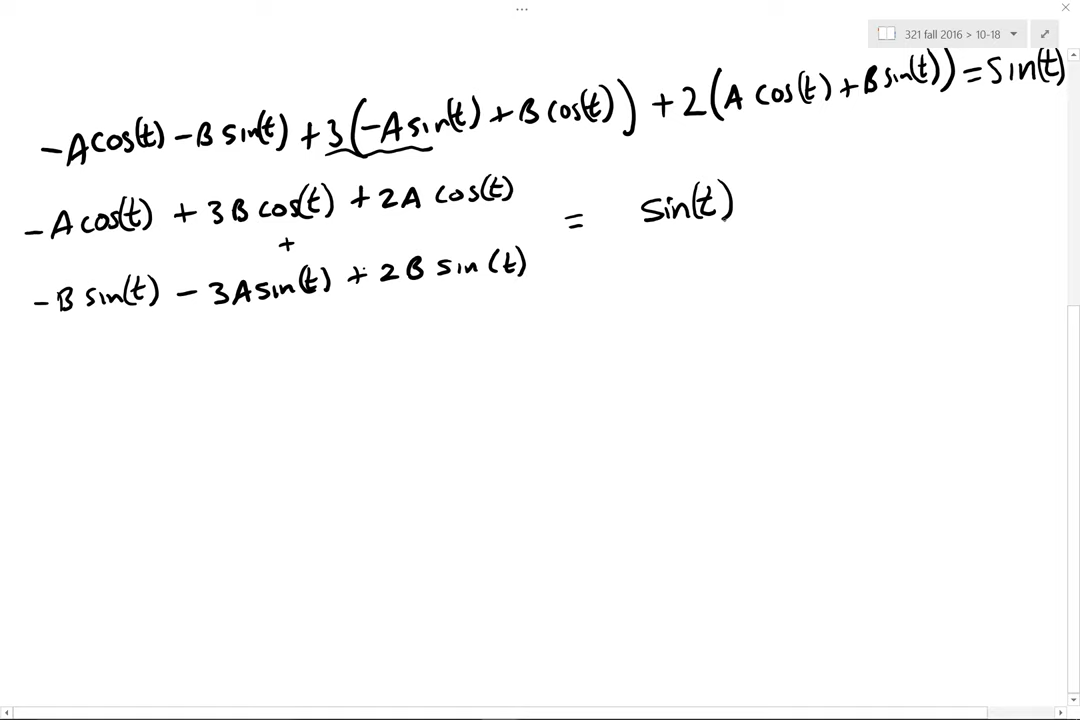 ...
321 fall 2016 > 10-18
-A cos(t) - B sin(t) + 3(-A sin(t) + B cos(t)) + 2(A cos(t) + B sin(t)) = sin(t)
-A cos(t) + 3B cos(t) + 2A cos(t)
+
= sin(t)
-B sin(t) - 3A sin(t) + 2B sin(t)